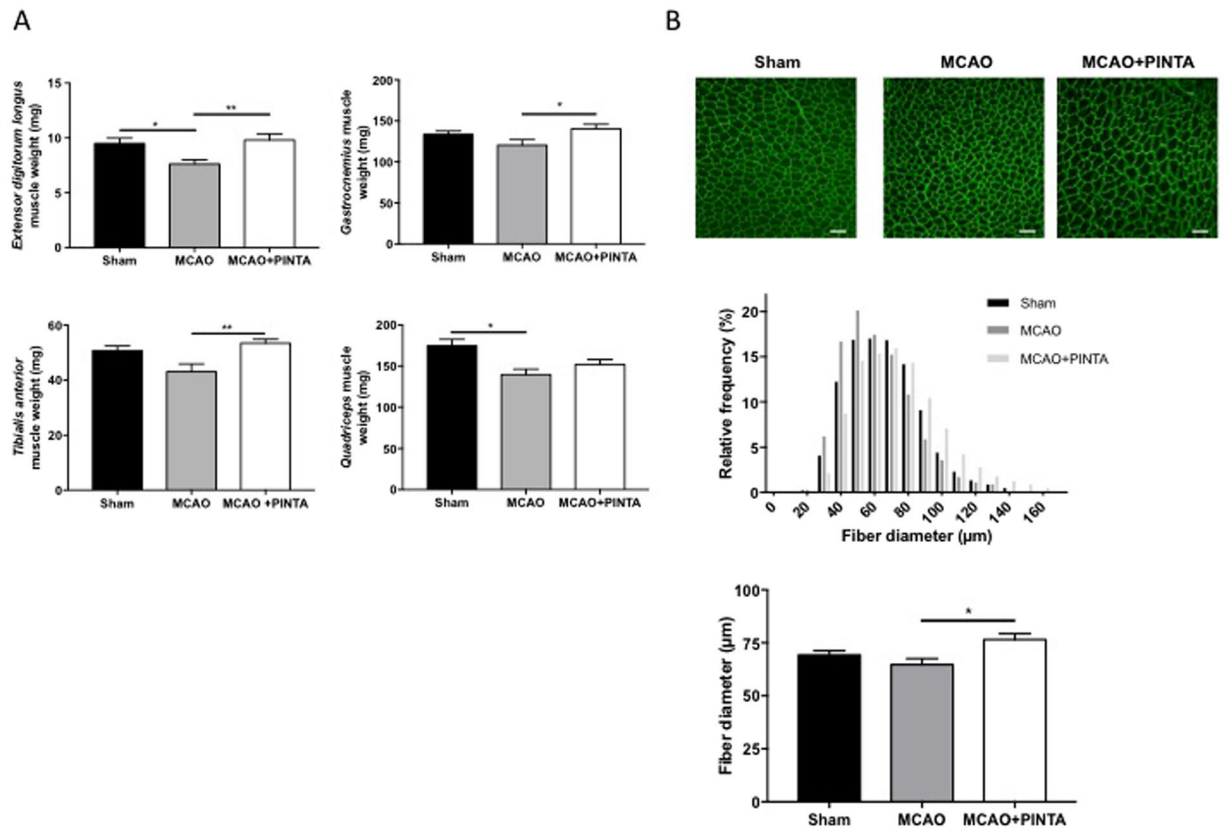 A
Extensor digitorum longus
muscle weight (mg)
15
10
5
0
*
**
Sham
MCAO
MCAO+PINTA
Gastrocnemius muscle
weight (mg)
200
150
100
50
0
*
Sham
MCAO
MCAO+PINTA
Tibialis anterior
muscle weight (mg)
60
40
20
0
**
Sham
MCAO
MCAO +PINTA
Quadriceps muscle
weight (mg)
200
150
100
50
0
*
Sham
MCAO
MCAO+PINTA
B
Sham
MCAO
MCAO+PINTA
Relative frequency (%)
20
15
10
5
0
Sham
MCAO
MCAO+PINTA
0
20
40
60
80
100
120
140
160
Fiber diameter (µm)
Fiber diameter (µm)
100
75
50
25
0
*
Sham
MCAO
MCAO+PINTA